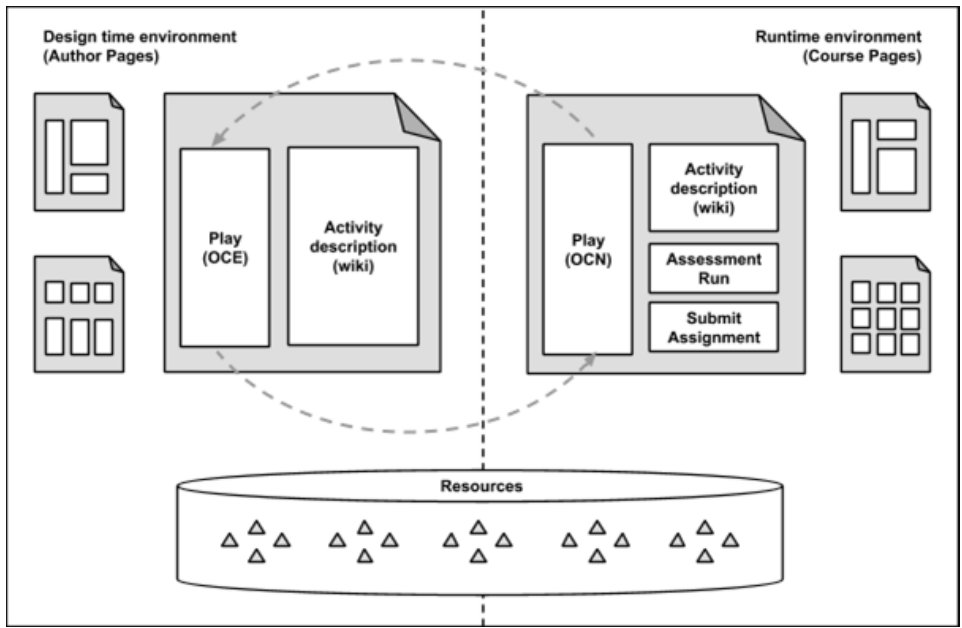 Design time environment
(Author Pages)
Runtime environment
(Course Pages)
Play
(OCE)
Activity
description
(wiki)
Play
(OCN)
Activity
description
(wiki)
Assessment
Run
Submit
Assignment
Resources